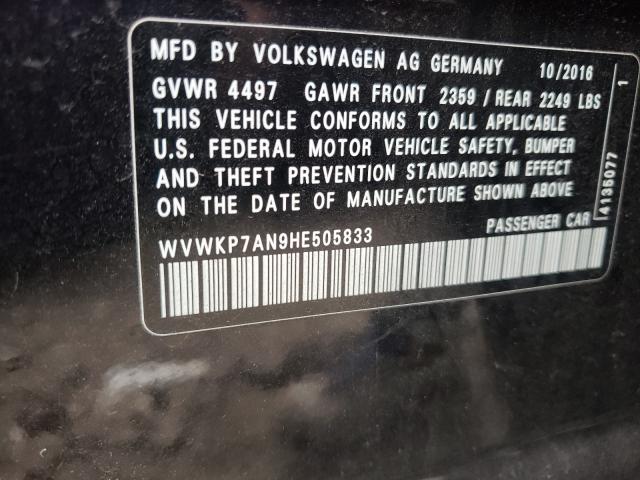 MFD BY VOLKSWAGEN AG GERMANY 10/2016
GVWR 4497 GAWR FRONT 2359 / REAR 2249 LBS
THIS VEHICLE CONFORMS TO ALL APPLICABLE
U.S. FEDERAL MOTOR VEHICLE SAFETY, BUMPER
AND THEFT PREVENTION STANDARDS IN EFFECT
ON THE DATE OF MANUFACTURE SHOWN ABOVE
WVWKP7AN9HE505833 PASSENGER CAR
4135077 1